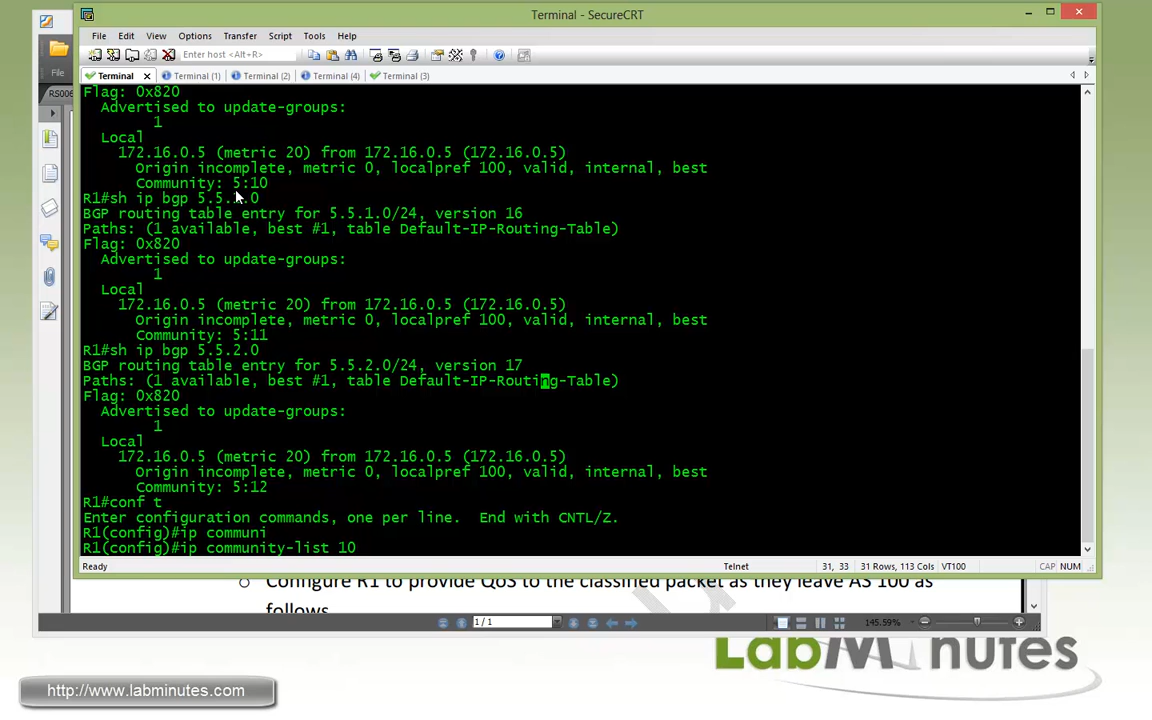 Terminal - SecureCRT
File Edit View Options Transfer Script Tools Help
Enter host <Alt+R>
File
Terminal Terminal (1) Terminal (2) Terminal (4) Terminal (3)
RS006
Flag: 0x820
Advertised to update-groups:
1
Local
172.16.0.5 (metric 20) from 172.16.0.5 (172.16.0.5)
Origin incomplete, metric 0, localpref 100, valid, internal, best
Community: 5:10
R1#sh ip bgp 5.5.1.0
BGP routing table entry for 5.5.1.0/24, version 16
Paths: (1 available, best #1, table Default-IP-Routing-Table)
Flag: 0x820
Advertised to update-groups:
1
Local
172.16.0.5 (metric 20) from 172.16.0.5 (172.16.0.5)
Origin incomplete, metric 0, localpref 100, valid, internal, best
Community: 5:11
R1#sh ip bgp 5.5.2.0
BGP routing table entry for 5.5.2.0/24, version 17
Paths: (1 available, best #1, table Default-IP-Routing-Table)
Flag: 0x820
Advertised to update-groups:
1
Local
172.16.0.5 (metric 20) from 172.16.0.5 (172.16.0.5)
Origin incomplete, metric 0, localpref 100, valid, internal, best
Community: 5:12
R1#conf t
Enter configuration commands, one per line. End with CNTL/Z.
R1(config)#ip communi
R1(config)#ip community-list 10
Ready Telnet 31, 33 31 Rows, 113 Cols VT100 CAP NUM
Configure R1 to provide QoS to the classified packet as they leave AS 100 as
follows
1 / 1 145.59%
LabMinutes
http://www.labminutes.com